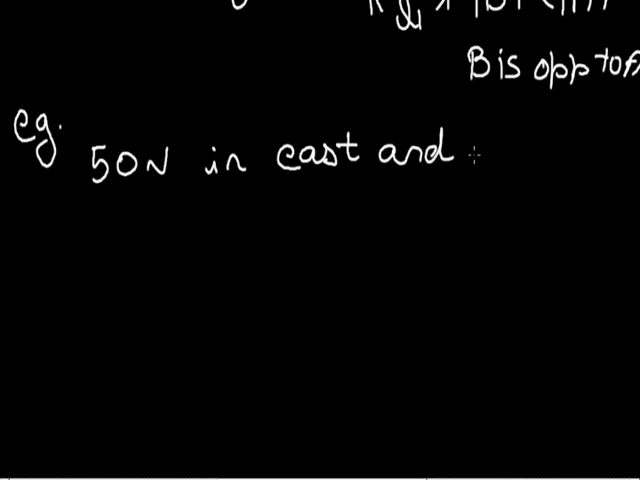 B is opp to
eg.
50N in east and